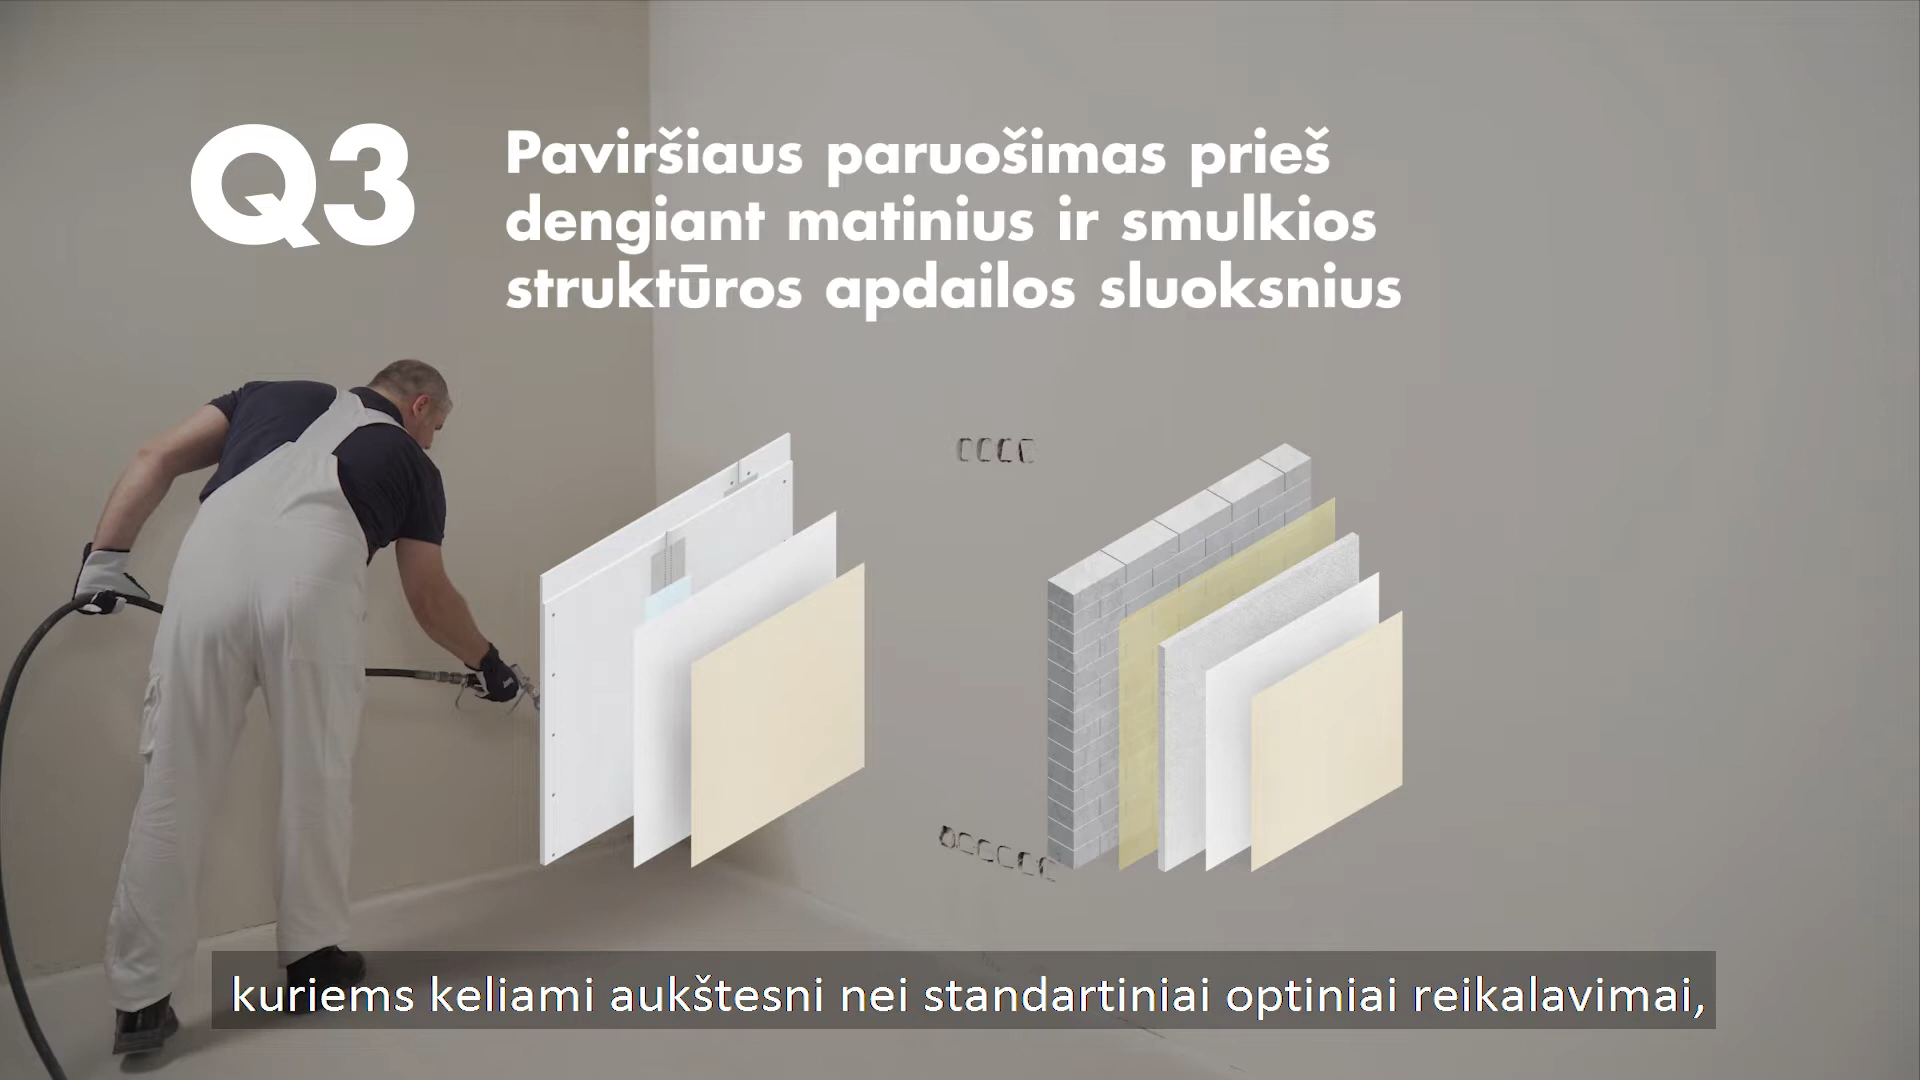 Q3
Paviršiaus paruošimas prieš
dengiant matinius ir smulkios
struktūros apdailos sluoksnius
kuriems keliami aukštesni nei standartiniai optiniai reikalavimai,